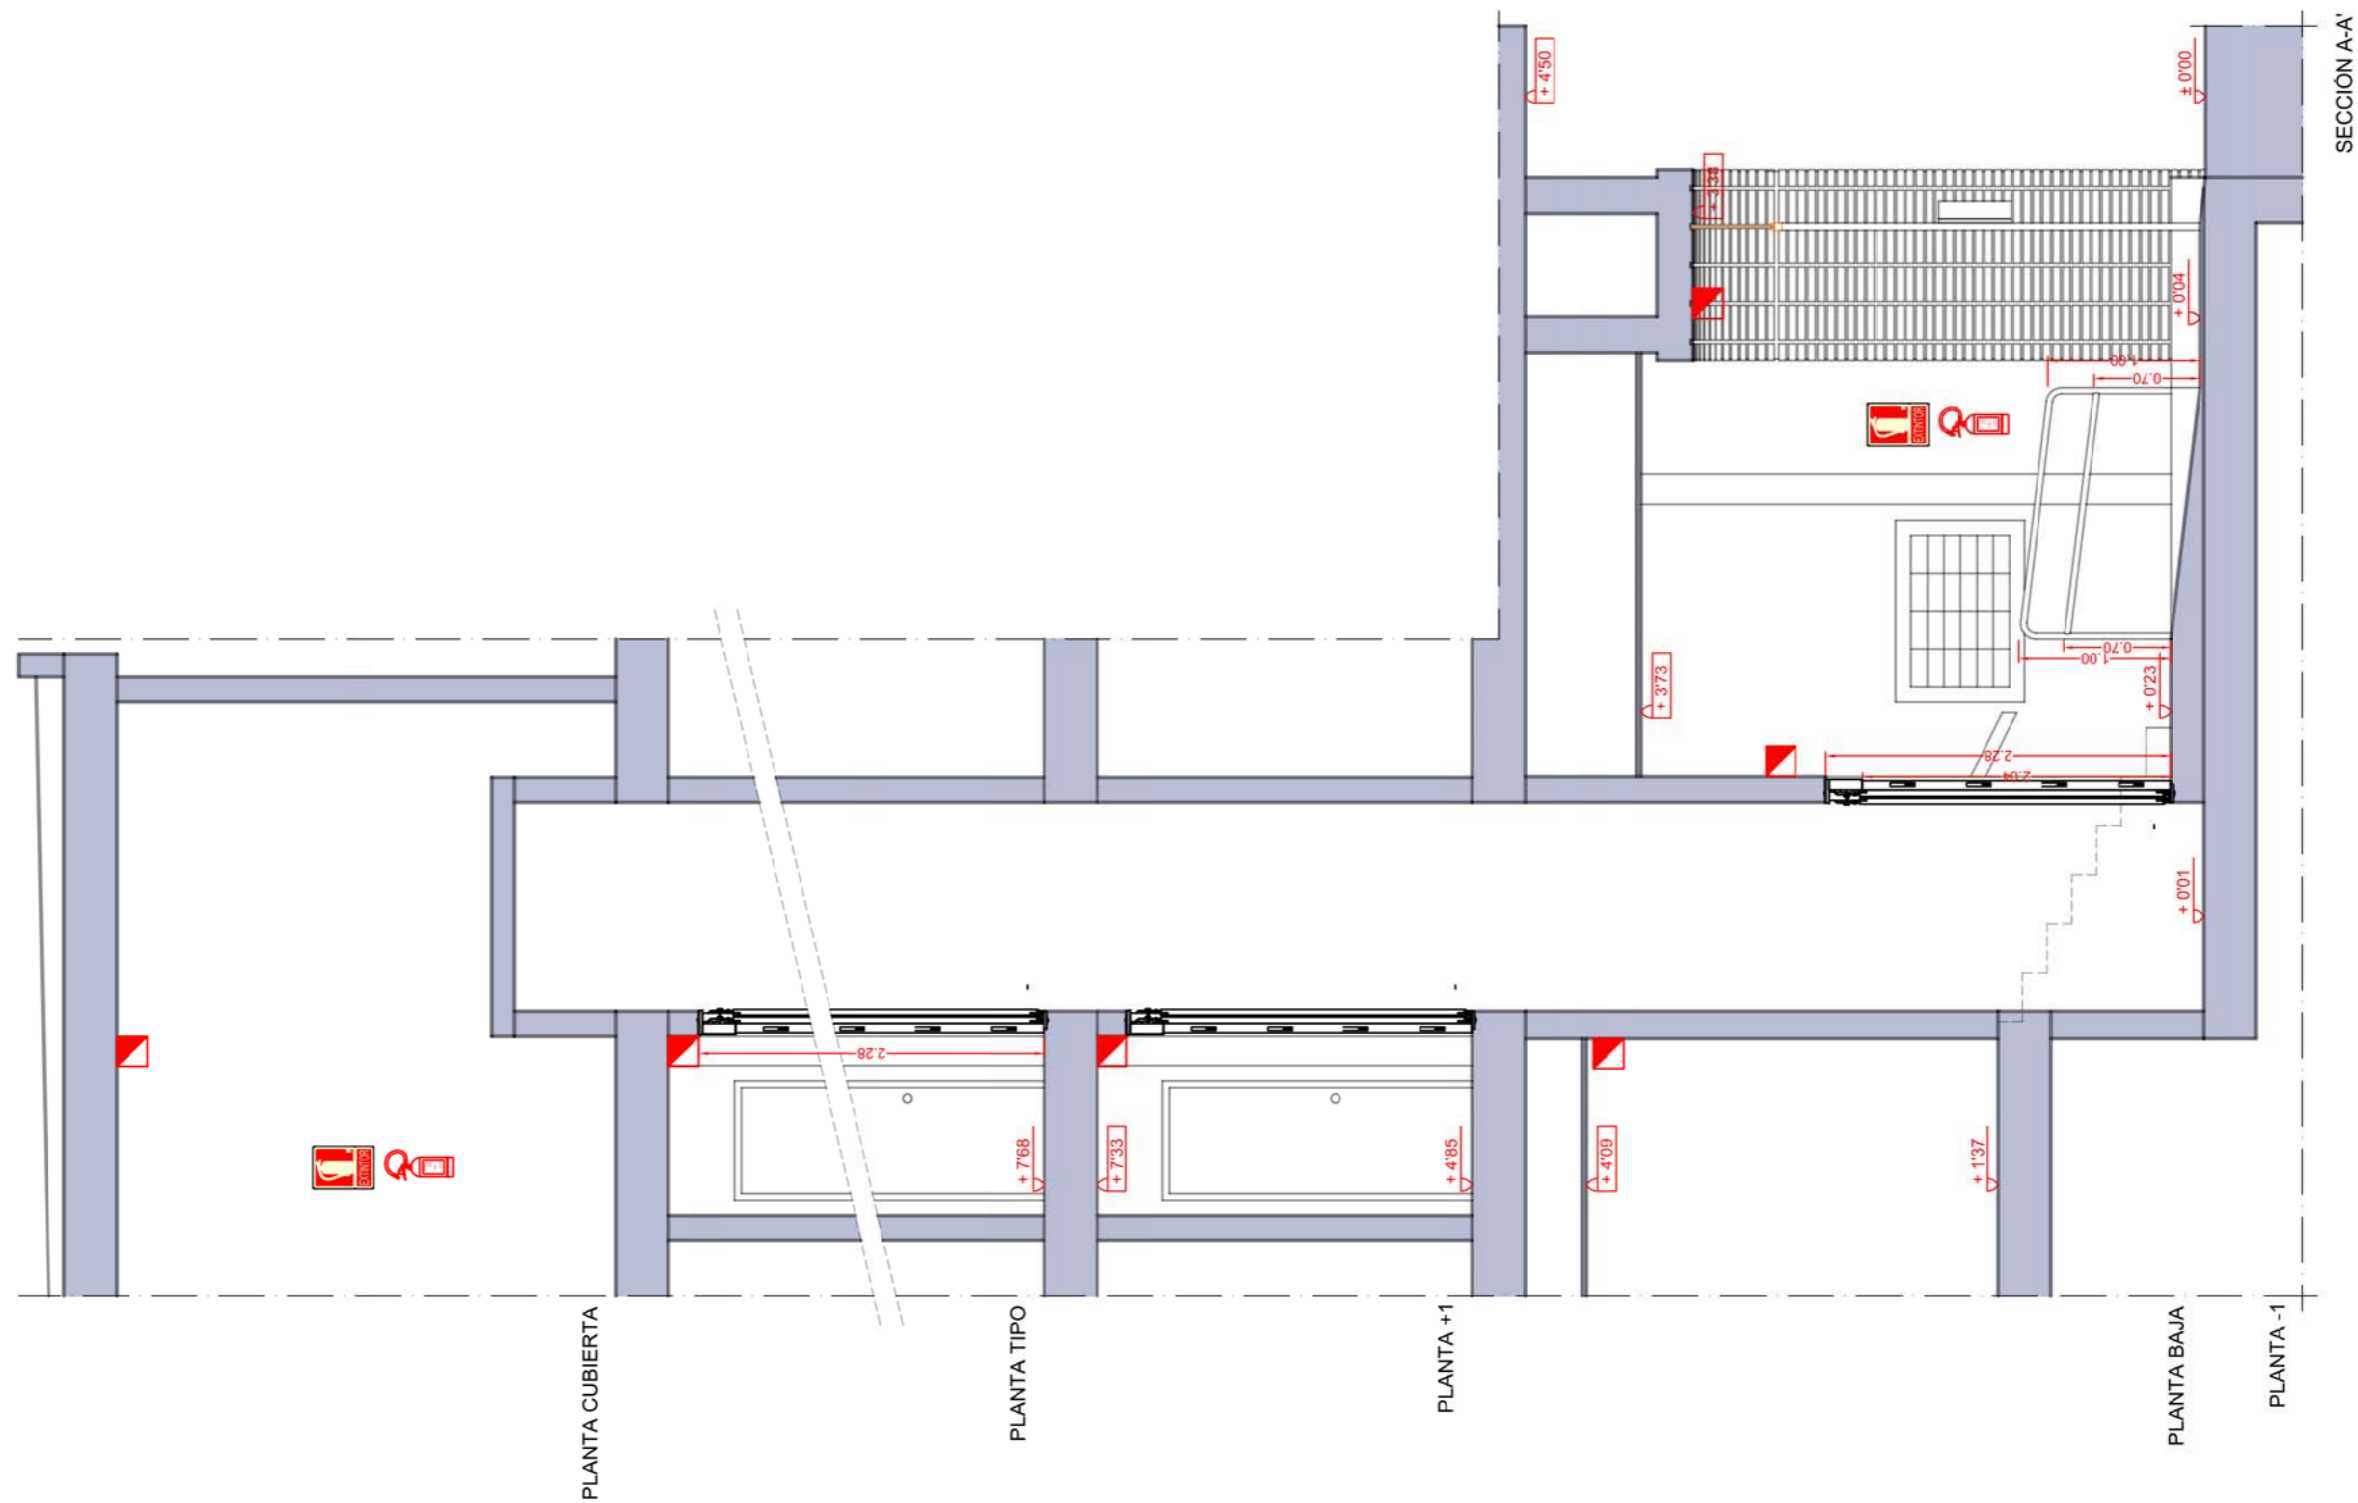 PLANTA CUBIERTA
PLANTA TIPO
PLANTA +1
PLANTA BAJA
PLANTA -1
SECCIÓN A-A'
+ 4'50
± 0'00
+ 3'38
+ 0'04
1.00
0.70
EXTINTOR
+ 3'73
0.70
1.00
+ 0'23
2.28
2.04
+ 0'01
2.28
EXTINTOR
+ 7'68
+ 7'33
+ 4'85
+ 4'09
+ 1'37